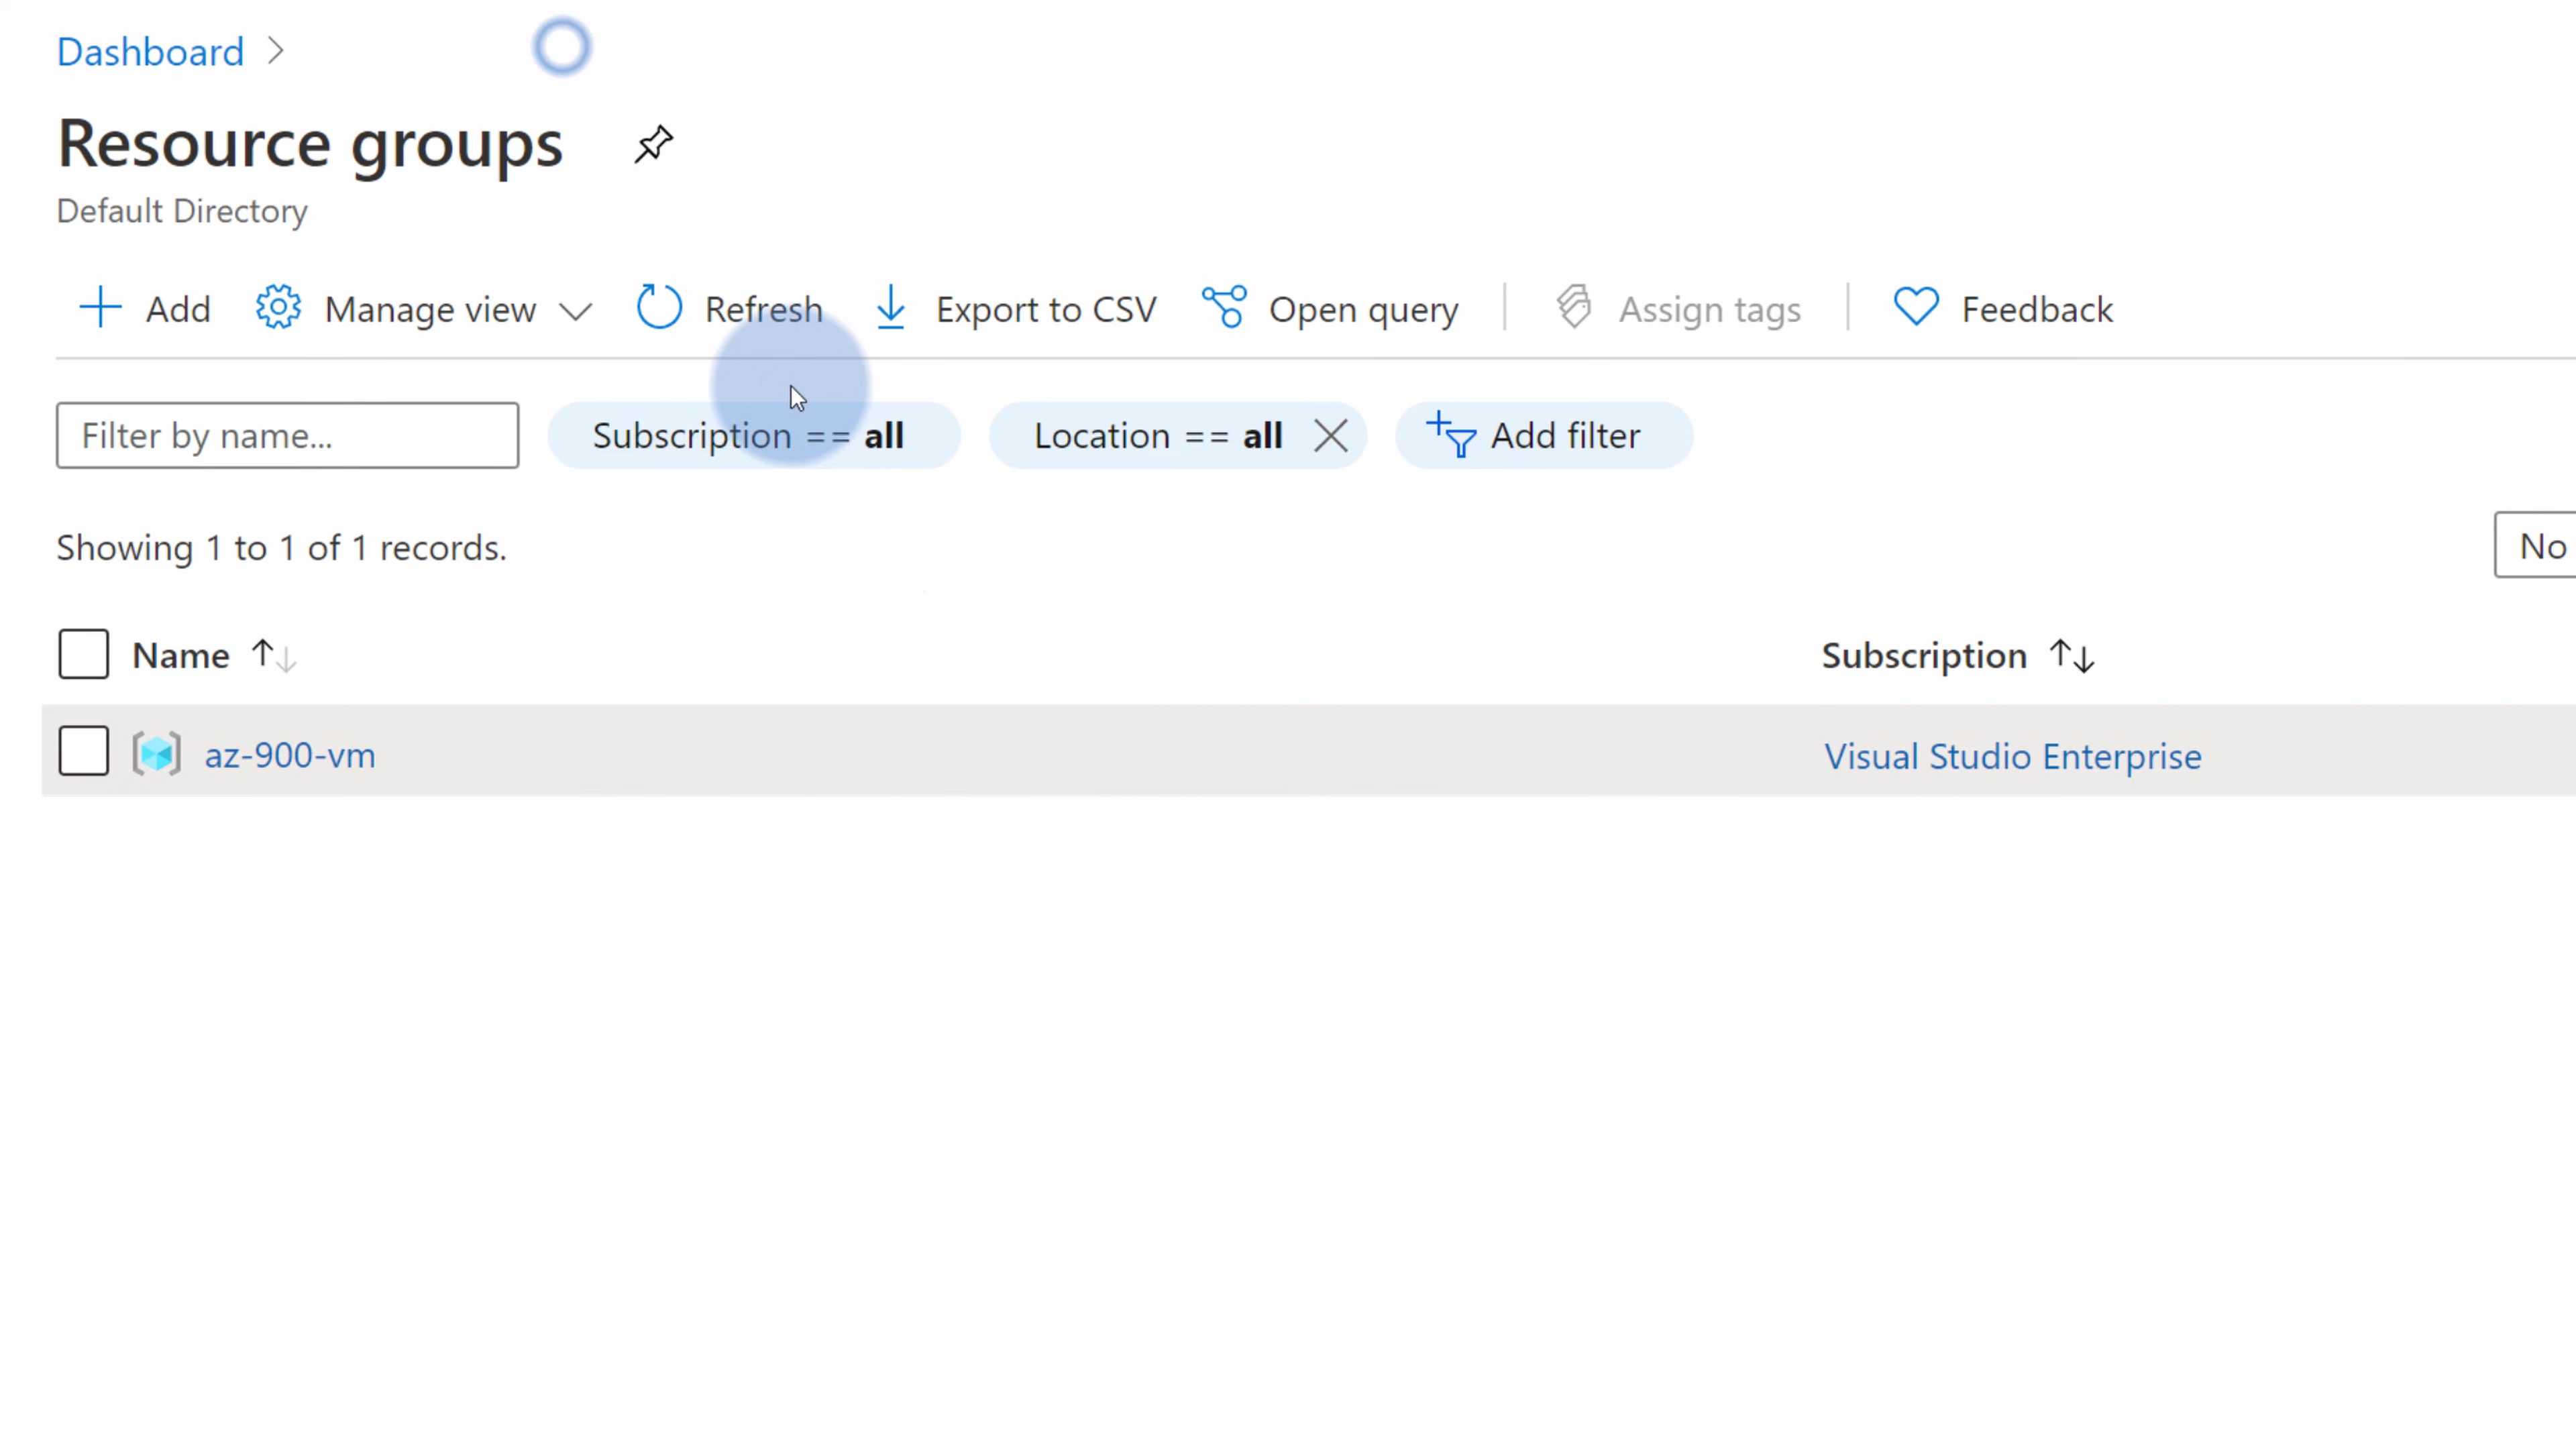 Dashboard
Resource groups
Default Directory
Add Manage view Refresh Export to CSV Open query Assign tags Feedback
Filter by name... Subscription == all Location == all Add filter
Showing 1 to 1 of 1 records. No
Name Subscription
az-900-vm Visual Studio Enterprise